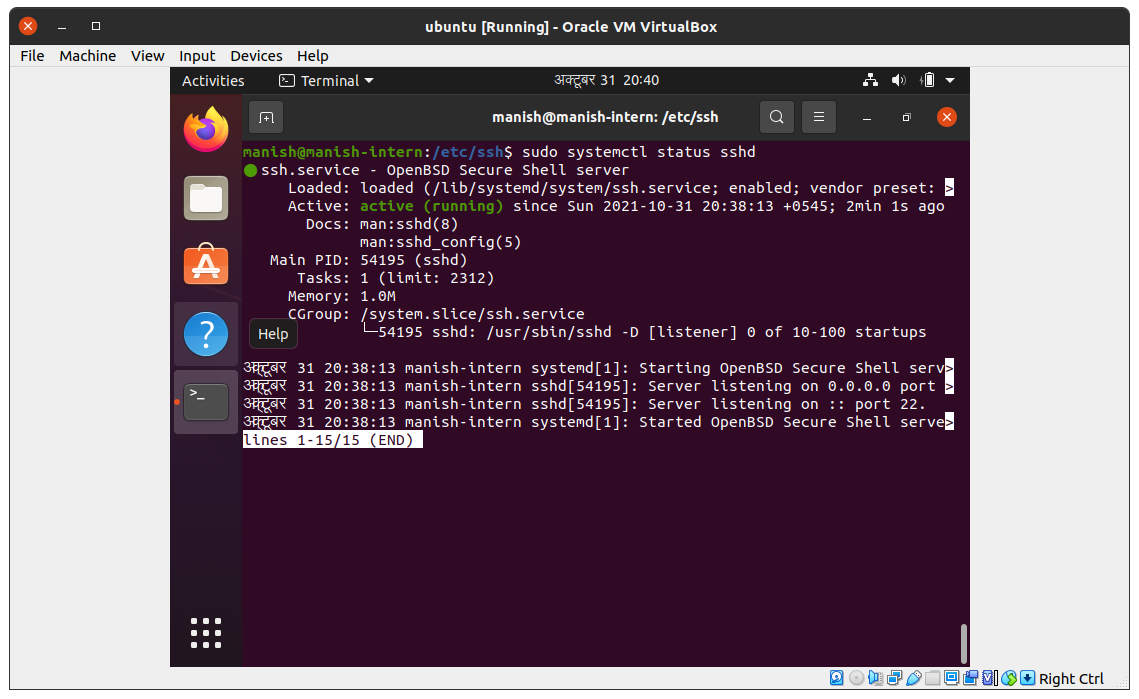 ubuntu [Running] - Oracle VM VirtualBox
File Machine View Input Devices Help
Activities Terminal अक्टूबर 31 20:40
manish@manish-intern: /etc/ssh
manish@manish-intern:/etc/ssh$ sudo systemctl status sshd
ssh.service - OpenBSD Secure Shell server
Loaded: loaded (/lib/systemd/system/ssh.service; enabled; vendor preset: >
Active: active (running) since Sun 2021-10-31 20:38:13 +0545; 2min 1s ago
Docs: man:sshd(8)
man:sshd_config(5)
Main PID: 54195 (sshd)
Tasks: 1 (limit: 2312)
Memory: 1.0M
CGroup: /system.slice/ssh.service
└─54195 sshd: /usr/sbin/sshd -D [listener] 0 of 10-100 startups
Help
अक्टूबर 31 20:38:13 manish-intern systemd[1]: Starting OpenBSD Secure Shell serv>
अक्टूबर 31 20:38:13 manish-intern sshd[54195]: Server listening on 0.0.0.0 port >
अक्टूबर 31 20:38:13 manish-intern sshd[54195]: Server listening on :: port 22.
अक्टूबर 31 20:38:13 manish-intern systemd[1]: Started OpenBSD Secure Shell serve>
lines 1-15/15 (END)
Right Ctrl